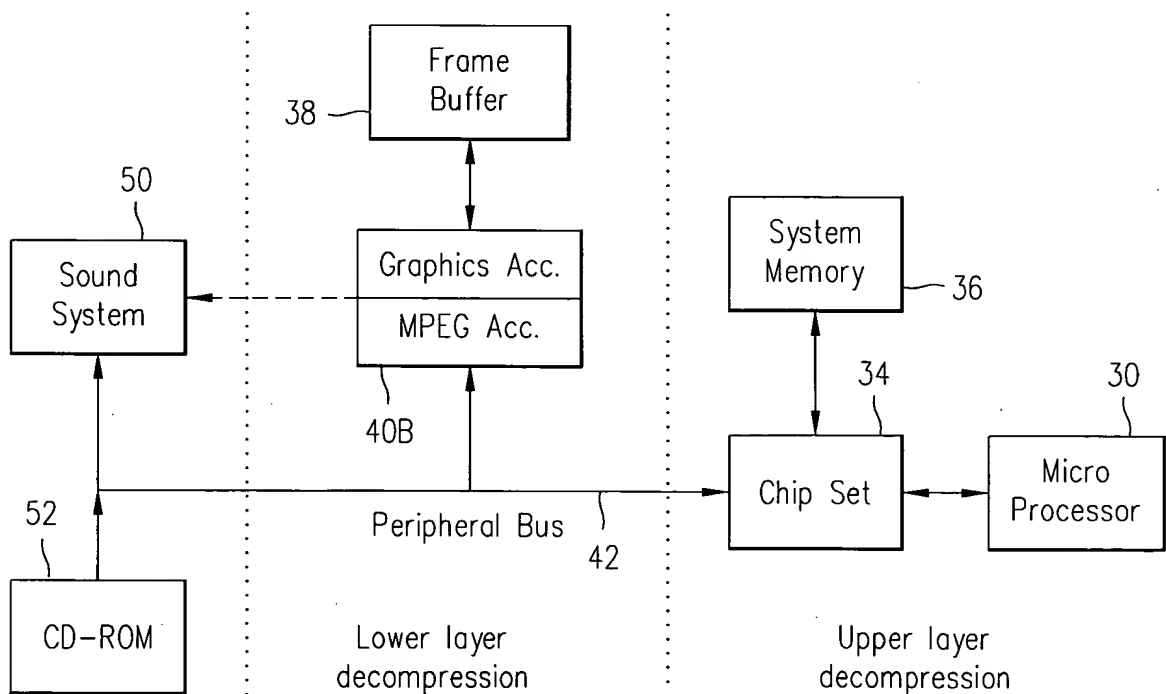 Frame
Buffer
38
50
Sound
System
Graphics Acc.
MPEG Acc.
40B
System
Memory
36
34
30
Chip Set
Micro
Processor
Peripheral Bus
42
52
CD-ROM
Lower layer
decompression
Upper layer
decompression